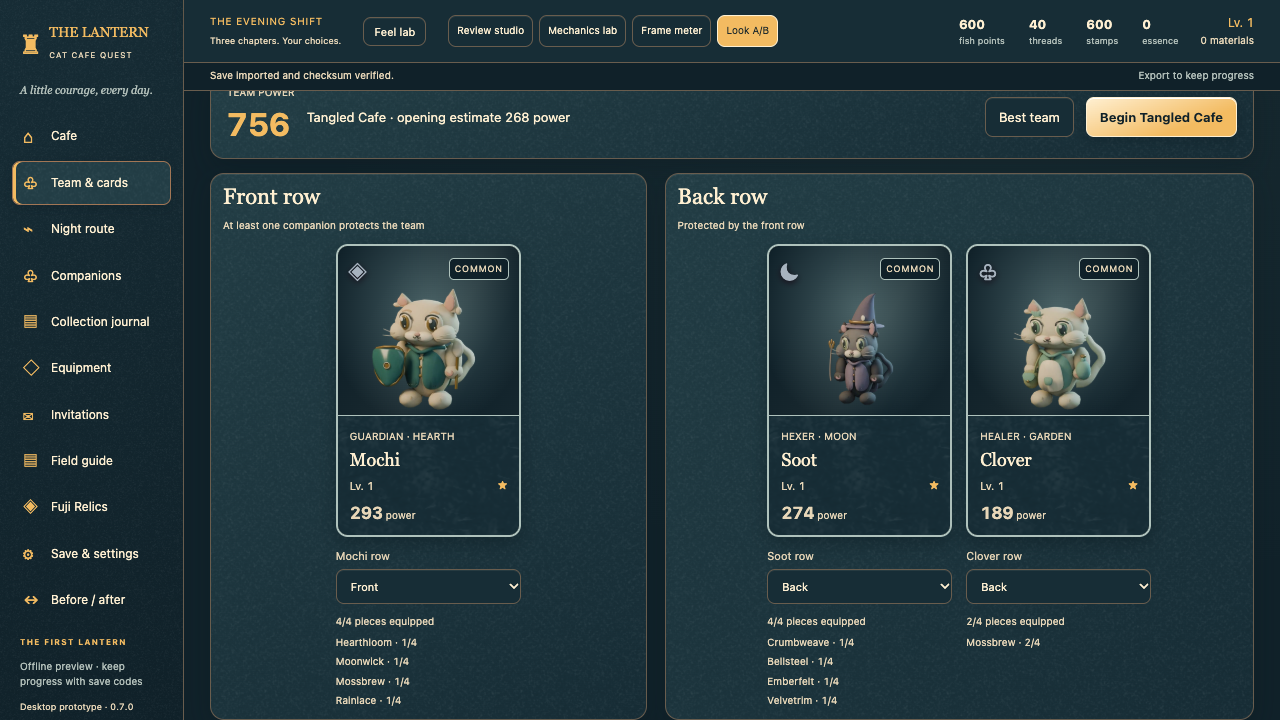 THE LANTERN
CAT CAFE QUEST
A little courage, every day.
Cafe
Team & cards
Night route
Companions
Collection journal
Equipment
Invitations
Field guide
Fuji Relics
Save & settings
Before / after
THE FIRST LANTERN
Offline preview · keep
progress with save codes
Desktop prototype · 0.7.0
THE EVENING SHIFT
Three chapters. Your choices.
Feel lab
Review studio
Mechanics lab
Frame meter
Look A/B
600
fish points
40
threads
600
stamps
0
essence
Lv. 1
0 materials
Save imported and checksum verified.
Export to keep progress
TEAM POWER
756
Tangled Cafe · opening estimate 268 power
Best team
Begin Tangled Cafe
Front row
At least one companion protects the team
COMMON
GUARDIAN · HEARTH
Mochi
Lv. 1
293 power
Mochi row
Front
4/4 pieces equipped
Hearthloom · 1/4
Moonwick · 1/4
Mossbrew · 1/4
Rainlace · 1/4
Back row
Protected by the front row
COMMON
HEXER · MOON
Soot
Lv. 1
274 power
Soot row
Back
4/4 pieces equipped
Crumbweave · 1/4
Bellsteel · 1/4
Emberfelt · 1/4
Velvetrim · 1/4
COMMON
HEALER · GARDEN
Clover
Lv. 1
189 power
Clover row
Back
2/4 pieces equipped
Mossbrew · 2/4